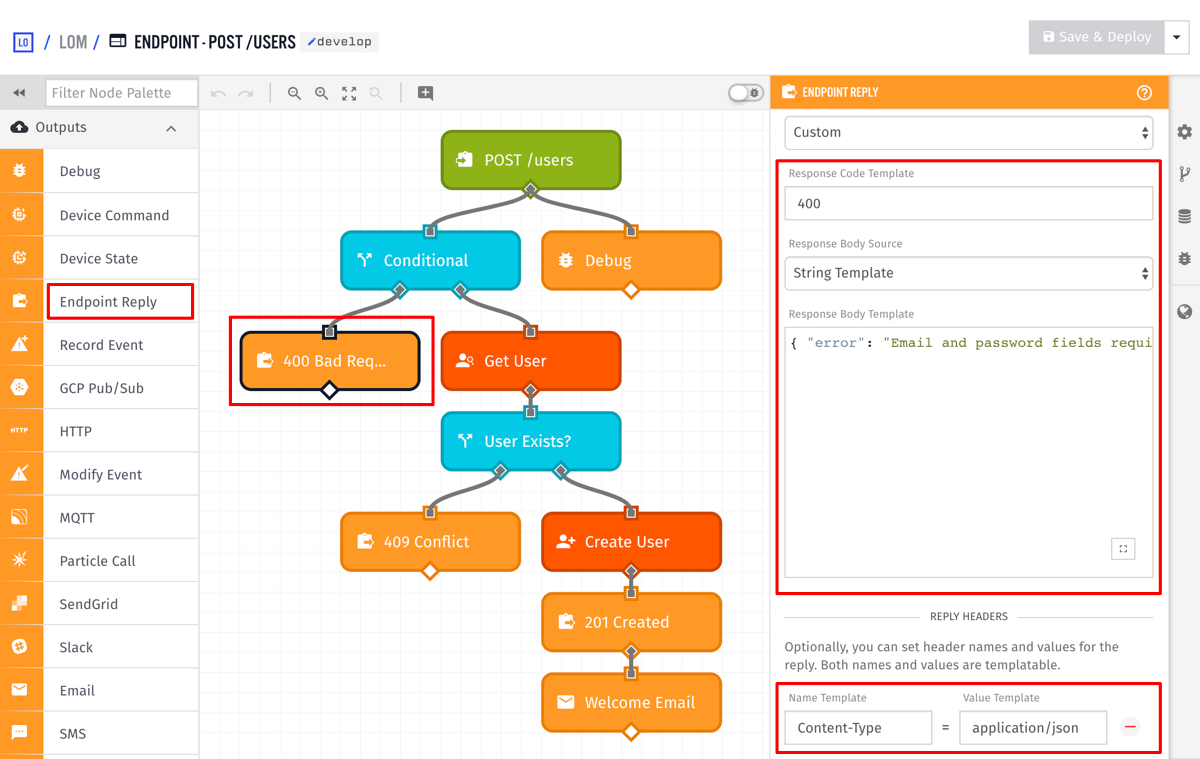 LO / LOM / ENDPOINT - POST /USERS develop
Save & Deploy
Filter Node Palette
Outputs
Debug
Device Command
Device State
Endpoint Reply
Record Event
GCP Pub/Sub
HTTP HTTP
Modify Event
MQTT
Particle Call
SendGrid
Slack
Email
SMS
POST /users
Conditional
Debug
400 Bad Req...
Get User
User Exists?
409 Conflict
Create User
201 Created
Welcome Email
ENDPOINT REPLY
Custom
Response Code Template
400
Response Body Source
String Template
Response Body Template
{ "error": "Email and password fields requi
REPLY HEADERS
Optionally, you can set header names and values for the
reply. Both names and values are templatable.
Name Template Value Template
Content-Type = application/json